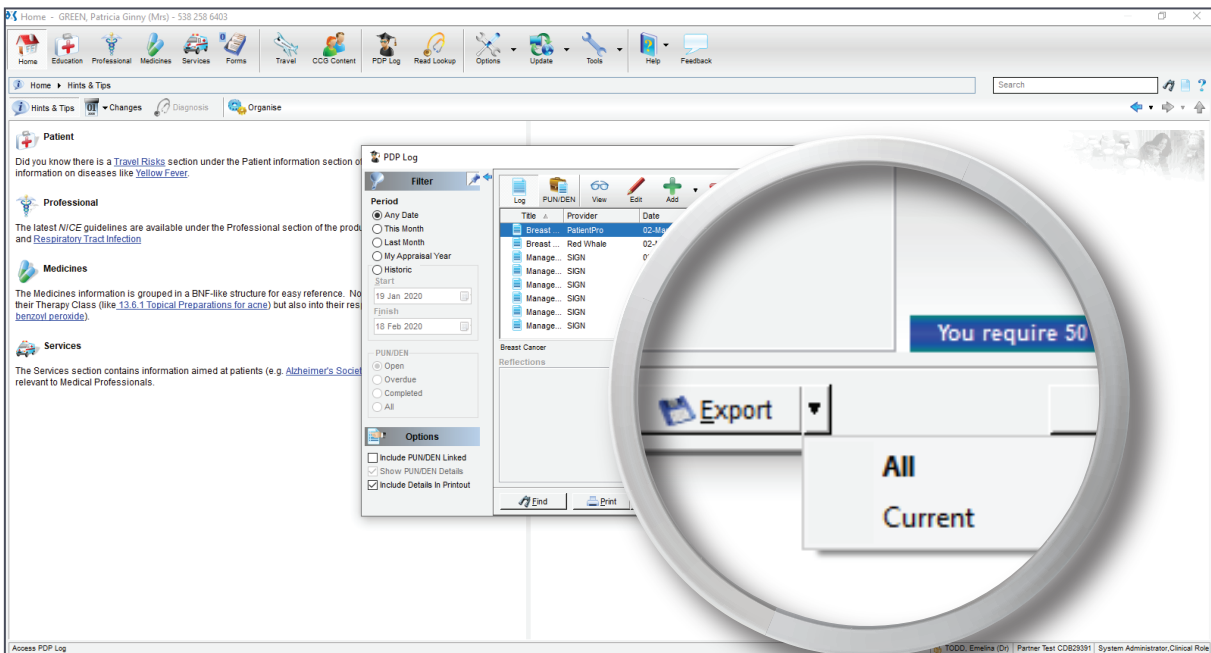 Home - GREEN, Patricia Ginny (Mrs) - 538 258 6403
Home Education Professional Medicines Services Forms Travel CCG Content PDP Log Read Lookup Options Update Tools Help Feedback
Home Hints & Tips
Search
Hints & Tips Changes Diagnosis Organise
Patient
Did you know there is a Travel Risks section under the Patient information section of
information on diseases like Yellow Fever.
Professional
The latest N/CE guidelines are available under the Professional section of the produ
and Respiratory Tract Infection
Medicines
The Medicines information is grouped in a BNF-like structure for easy reference. No
their Therapy Class (like 13.6.1 Topical Preparations for acne) but also into their res
benzoyl peroxide).
Services
The Services section contains information aimed at patients (e.g. Alzheimer's Societ
relevant to Medical Professionals.
PDP Log
Filter
Period
Any Date
This Month
Last Month
My Appraisal Year
Historic
Start
19 Jan 2020
Finish
18 Feb 2020
PUN/DEN
Open
Overdue
Completed
All
Options
Include PUN/DEN Linked
Show PUN/DEN Details
Include Details In Printout
Log PUN/DEN View Edit Add
Title Provider Date
Breast ... PatientPro 02-Mar
Breast ... Red Whale 02-
Manage... SIGN
Manage... SIGN
Manage... SIGN
Manage... SIGN
Manage... SIGN
Manage... SIGN
Breast Cancer
Reflections
Find Print
You require 50
Export
All
Current
Access PDP Log
TODD, Emelina (Dr) Partner Test CDB29391 System Administrator,Clinical Role